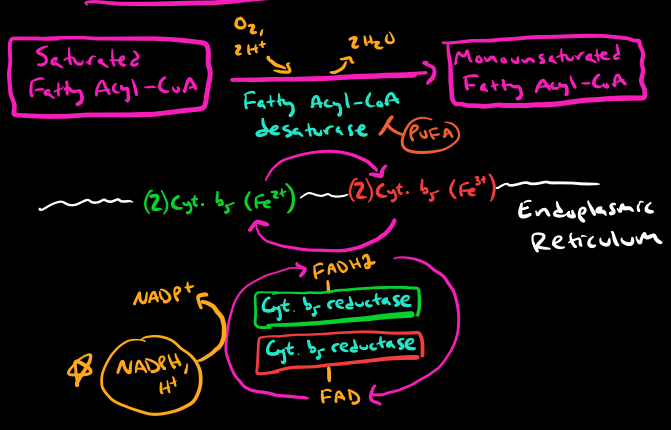 O₂,
2H⁺
2H₂O
Saturated
Fatty Acyl-CoA
Monounsaturated
Fatty Acyl-CoA
Fatty Acyl-CoA
desaturase
PUFA
(2) Cyt. b₅ (Fe²⁺)
(2) Cyt. b₅ (Fe³⁺)
Endoplasmic
Reticulum
FADH2
NADP⁺
Cyt. b₅ reductase
Cyt. b₅ reductase
NADPH,
H⁺
FAD